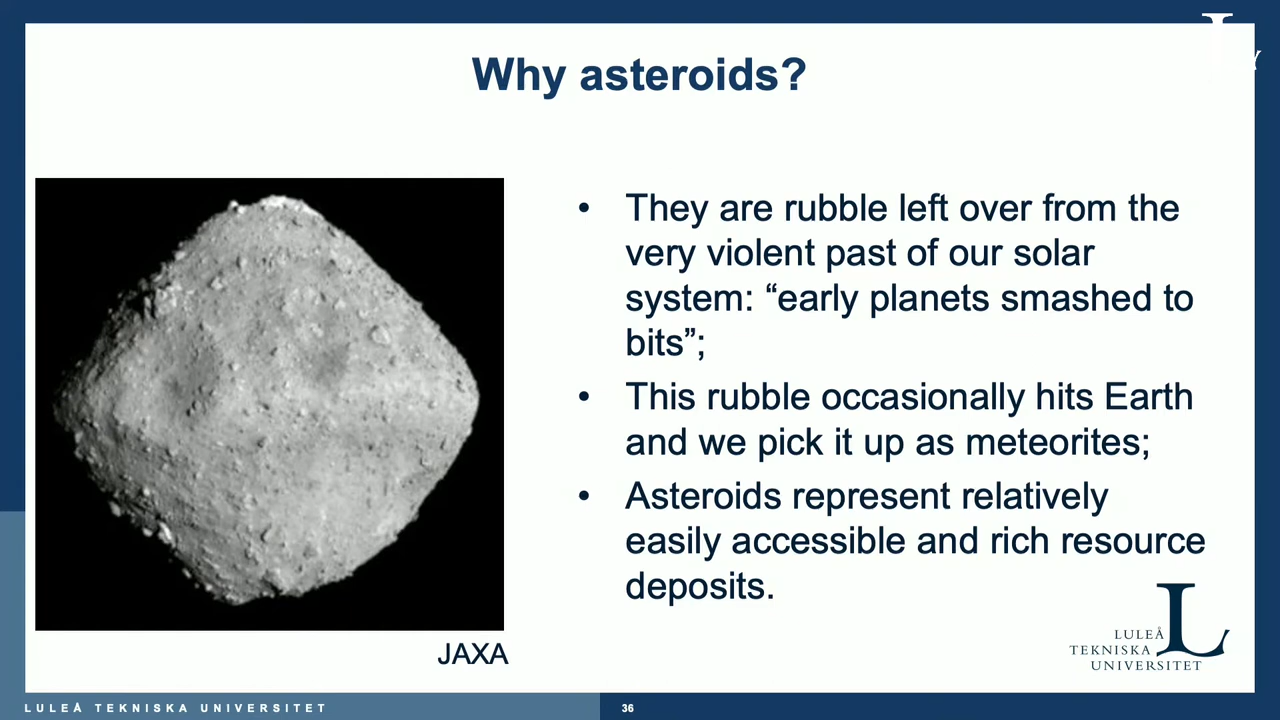 Why asteroids?
• They are rubble left over from the
very violent past of our solar
system: “early planets smashed to
bits”;
• This rubble occasionally hits Earth
and we pick it up as meteorites;
• Asteroids represent relatively
easily accessible and rich resource
deposits.
JAXA
LULEÅ
TEKNISKA
UNIVERSITET
LULEÅ TEKNISKA UNIVERSITET
36